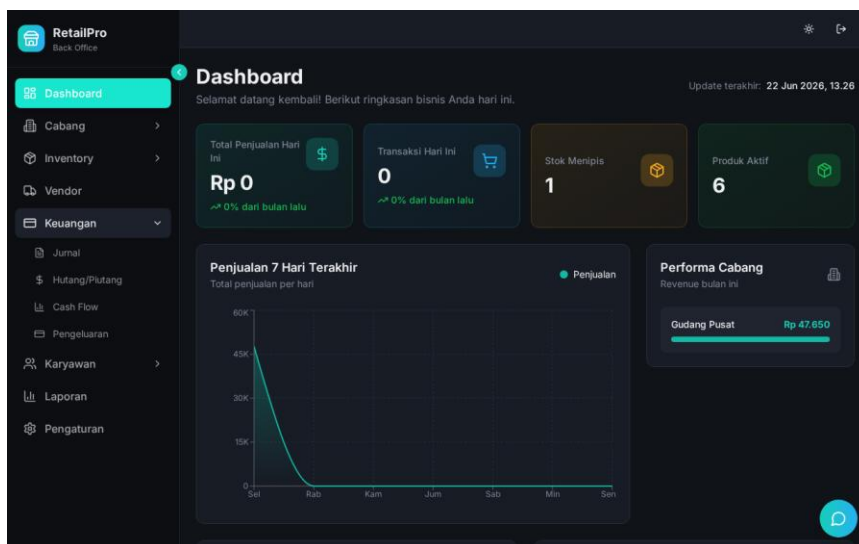 RetailPro
Back Office
Dashboard
Cabang
Inventory
Vendor
Keuangan
Jurnal
Hutang/Piutang
Cash Flow
Pengeluaran
Karyawan
Laporan
Pengaturan
Dashboard
Selamat datang kembali! Berikut ringkasan bisnis Anda hari ini.
Update terakhir: 22 Jun 2026, 13.26
Total Penjualan Hari
Ini
Rp 0
0% dari bulan lalu
Transaksi Hari Ini
0
0% dari bulan lalu
Stok Menipis
1
Produk Aktif
6
Penjualan 7 Hari Terakhir
Total penjualan per hari
Penjualan
60K
45K
30K
15K
0
Sel Rab Kam Jum Sab Min Sen
Performa Cabang
Revenue bulan ini
Gudang Pusat Rp 47.650